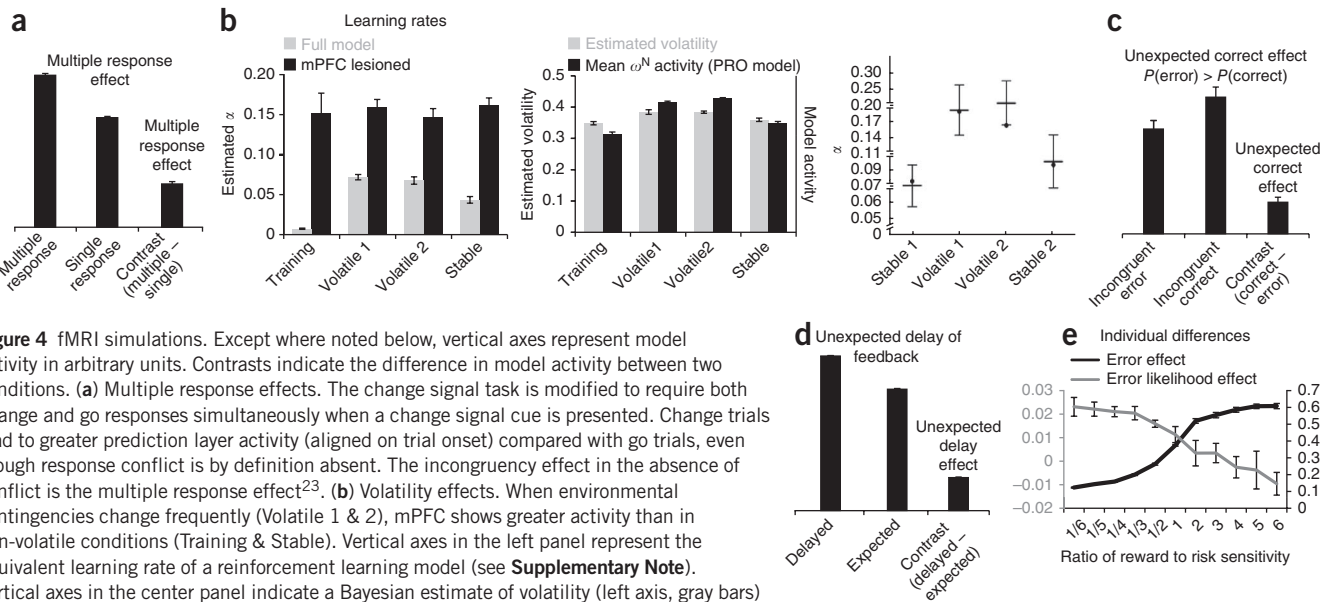 a
Multiple response
effect
Multiple
response
effect
Multiple
response
Single
response
Contrast
(multiple –
single)
b
Learning rates
Full model
mPFC lesioned
Estimated α
0.20
0.15
0.10
0.05
0
Training
Volatile 1
Volatile 2
Stable
Estimated volatility
Mean ωᴺ activity (PRO model)
Estimated volatility
0.5
0.4
0.3
0.2
0.1
0
Training
Volatile1
Volatile2
Stable
Model activity
α
0.30
0.25
0.20
0.17
0.14
0.11
0.09
0.07
0.06
0.05
0
Stable 1
Volatile 1
Volatile 2
Stable 2
c
Unexpected correct effect
P(error) > P(correct)
Unexpected
correct
effect
Incongruent
error
Incongruent
correct
Contrast
(correct –
error)
gure 4 fMRI simulations. Except where noted below, vertical axes represent model
tivity in arbitrary units. Contrasts indicate the difference in model activity between two
nditions. (a) Multiple response effects. The change signal task is modified to require both
ange and go responses simultaneously when a change signal cue is presented. Change trials
d to greater prediction layer activity (aligned on trial onset) compared with go trials, even
ough response conflict is by definition absent. The incongruency effect in the absence of
nflict is the multiple response effect²³. (b) Volatility effects. When environmental
ntingencies change frequently (Volatile 1 & 2), mPFC shows greater activity than in
n-volatile conditions (Training & Stable). Vertical axes in the left panel represent the
uivalent learning rate of a reinforcement learning model (see Supplementary Note).
rtical axes in the center panel indicate a Bayesian estimate of volatility (left axis, gray bars)
d
Unexpected delay of
feedback
Unexpected
delay
effect
Delayed
Expected
Contrast
(delayed –
expected)
e
Individual differences
Error effect
Error likelihood effect
0.03
0.02
0.01
0
−0.01
−0.02
0.7
0.6
0.5
0.4
0.3
0.2
0.1
0
1/6
1/5
1/4
1/3
1/2
1
2
3
4
5
6
Ratio of reward to risk sensitivity